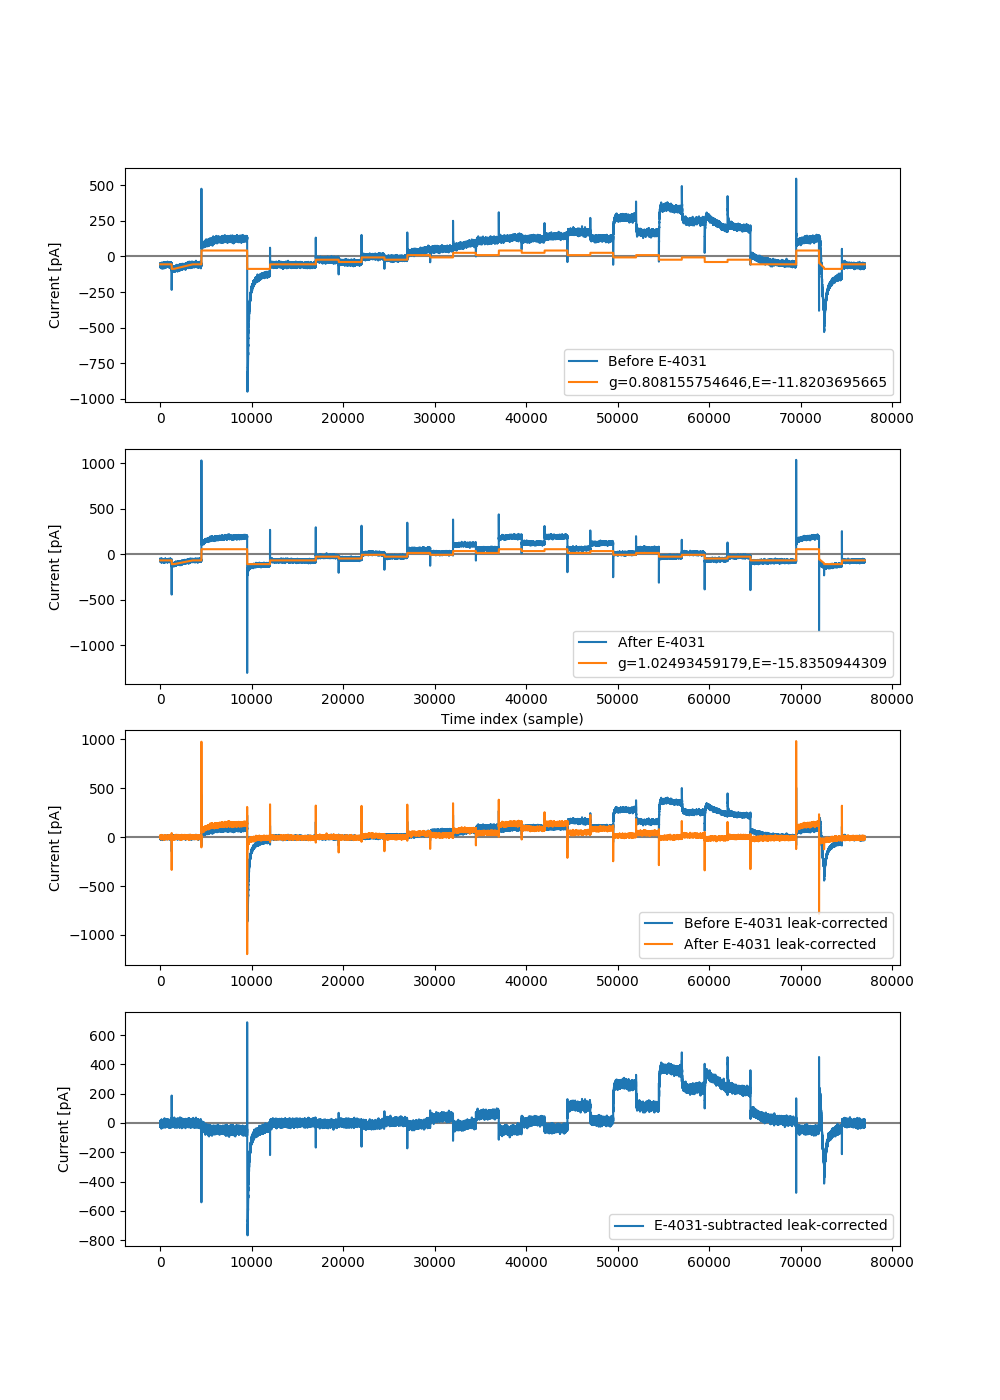 500
250
0
−250
−500
−750
−1000
Current [pA]
Before E-4031
g=0.808155754646,E=-11.8203695665
0 10000 20000 30000 40000 50000 60000 70000 80000
1000
500
0
−500
−1000
Current [pA]
After E-4031
g=1.02493459179,E=-15.8350944309
0 10000 20000 30000 40000 50000 60000 70000 80000
Time index (sample)
1000
500
0
−500
−1000
Current [pA]
Before E-4031 leak-corrected
After E-4031 leak-corrected
0 10000 20000 30000 40000 50000 60000 70000 80000
600
400
200
0
−200
−400
−600
−800
Current [pA]
E-4031-subtracted leak-corrected
0 10000 20000 30000 40000 50000 60000 70000 80000